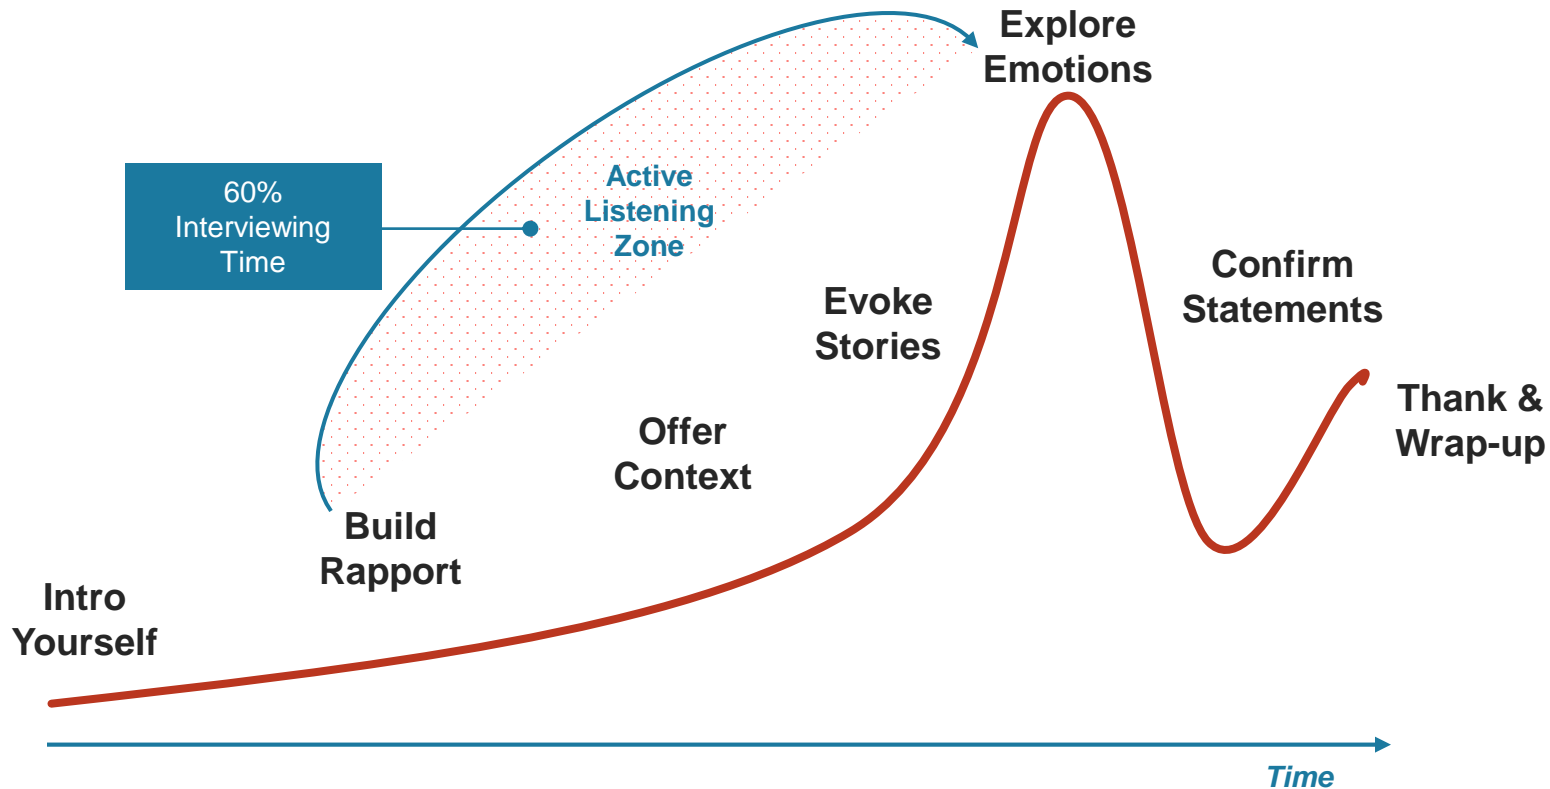 Explore
Emotions
60%
Interviewing
Time
Active
Listening
Zone
Evoke
Stories
Confirm
Statements
Offer
Context
Thank &
Wrap-up
Build
Rapport
Intro
Yourself
Time